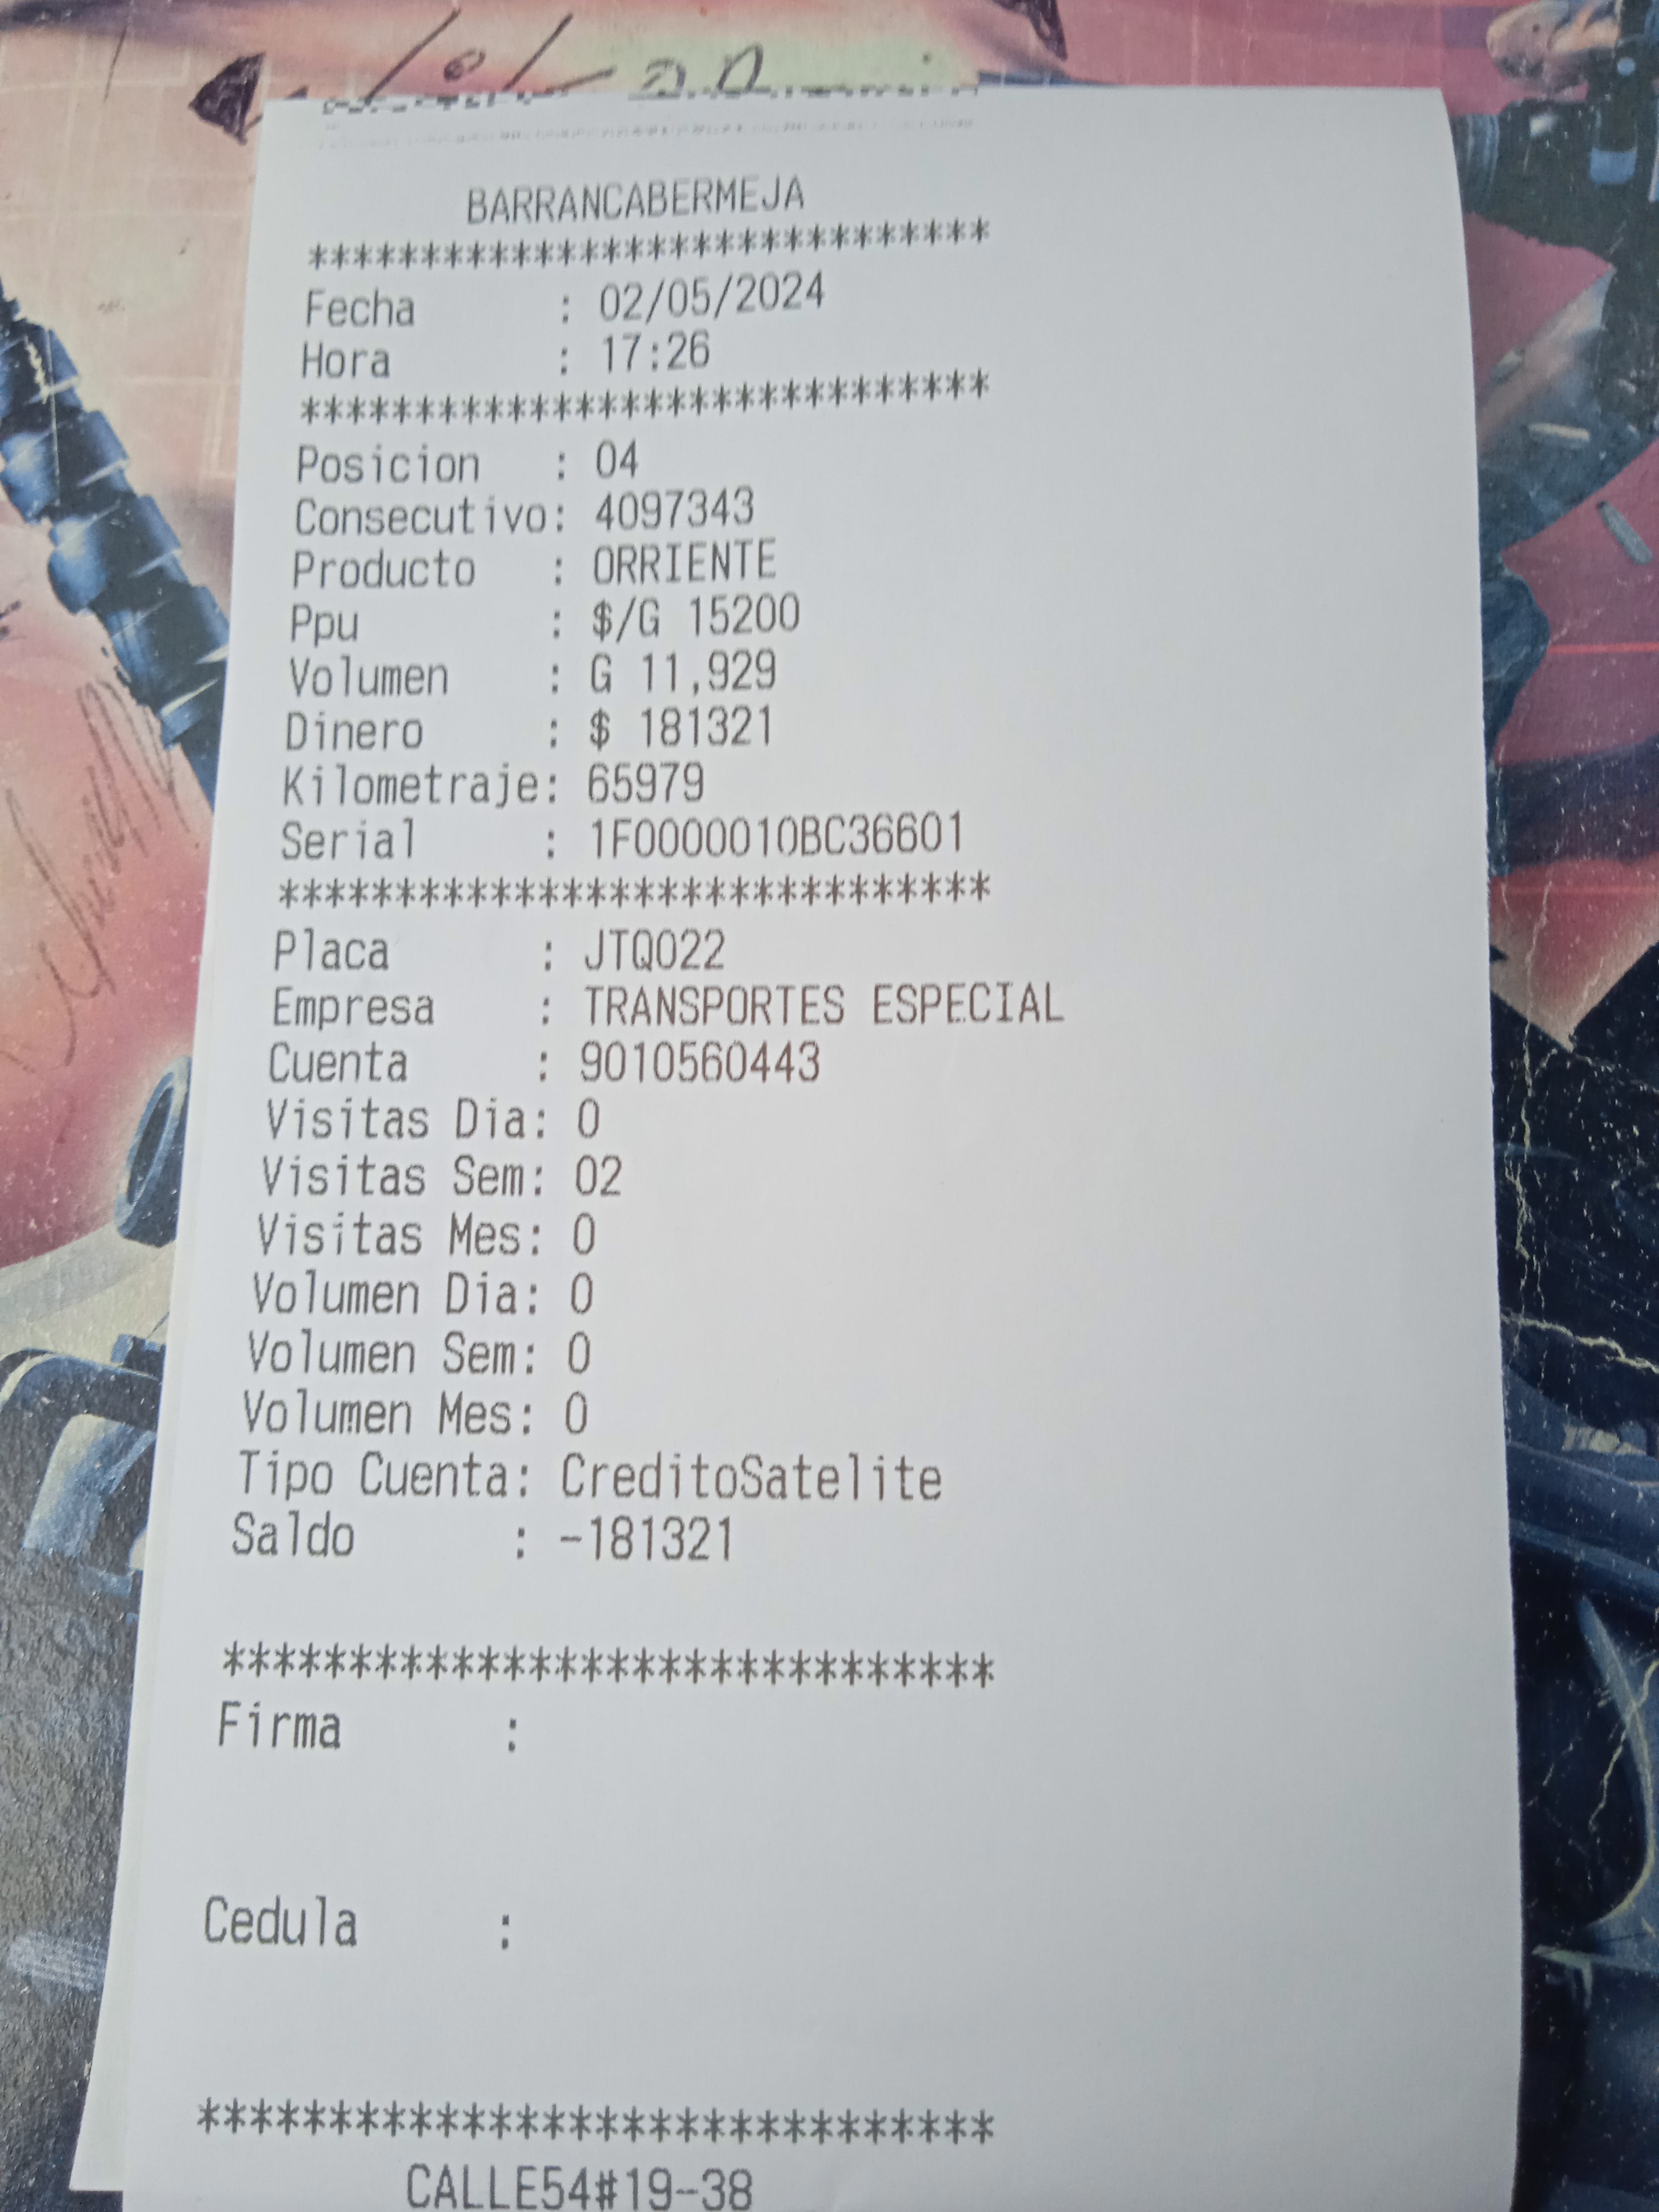 BARRANCABERMEJA
******************************
Fecha : 02/05/2024
Hora : 17:26
******************************
Posicion : 04
Consecutivo: 4097343
Producto : ORRIENTE
Ppu : $/G 15200
Volumen : G 11,929
Dinero : $ 181321
Kilometraje: 65979
Serial : 1F0000010BC36601
******************************
Placa : JTQ022
Empresa : TRANSPORTES ESPECIAL
Cuenta : 9010560443
Visitas Dia: 0
Visitas Sem: 02
Visitas Mes: 0
Volumen Dia: 0
Volumen Sem: 0
Volumen Mes: 0
Tipo Cuenta: CreditoSatelite
Saldo : -181321
******************************
Firma :
Cedula :
******************************
CALLE54#19-38